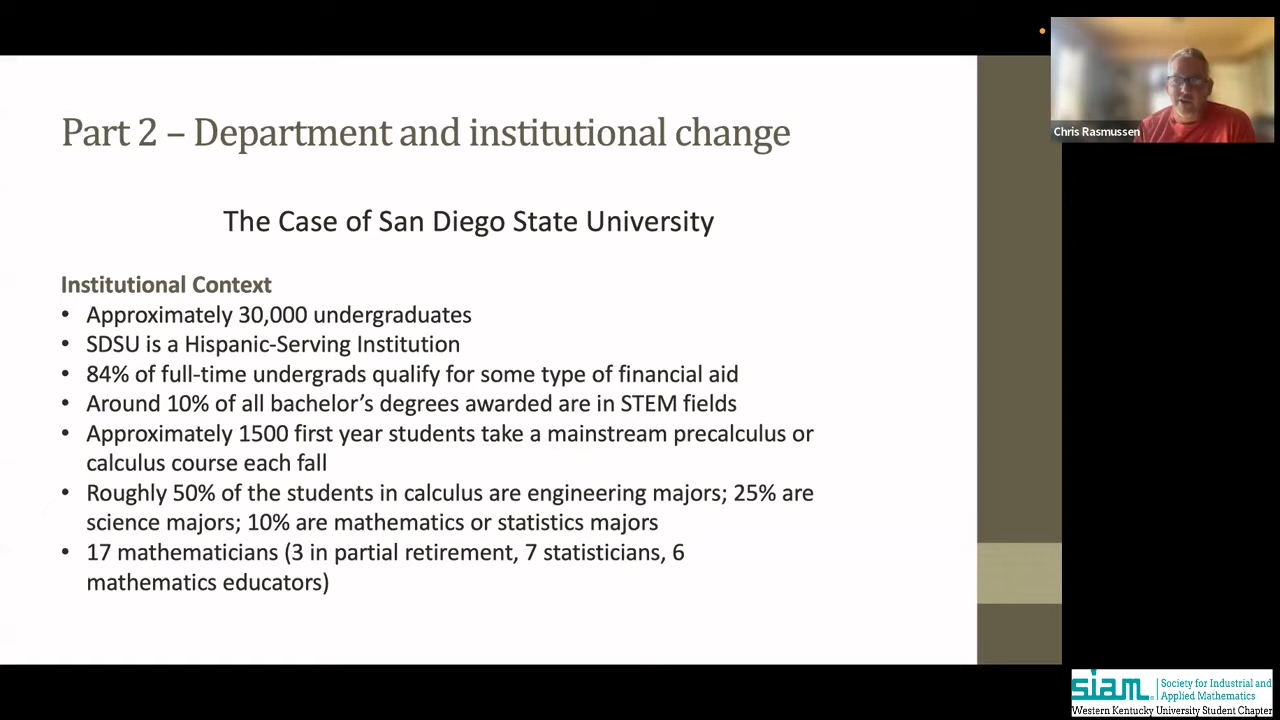 Part 2 – Department and institutional change
The Case of San Diego State University
Institutional Context
• Approximately 30,000 undergraduates
• SDSU is a Hispanic-Serving Institution
• 84% of full-time undergrads qualify for some type of financial aid
• Around 10% of all bachelor’s degrees awarded are in STEM fields
• Approximately 1500 first year students take a mainstream precalculus or
calculus course each fall
• Roughly 50% of the students in calculus are engineering majors; 25% are
science majors; 10% are mathematics or statistics majors
• 17 mathematicians (3 in partial retirement, 7 statisticians, 6
mathematics educators)
Chris Rasmussen
siam. Society for Industrial and
Applied Mathematics
Western Kentucky University Student Chapter